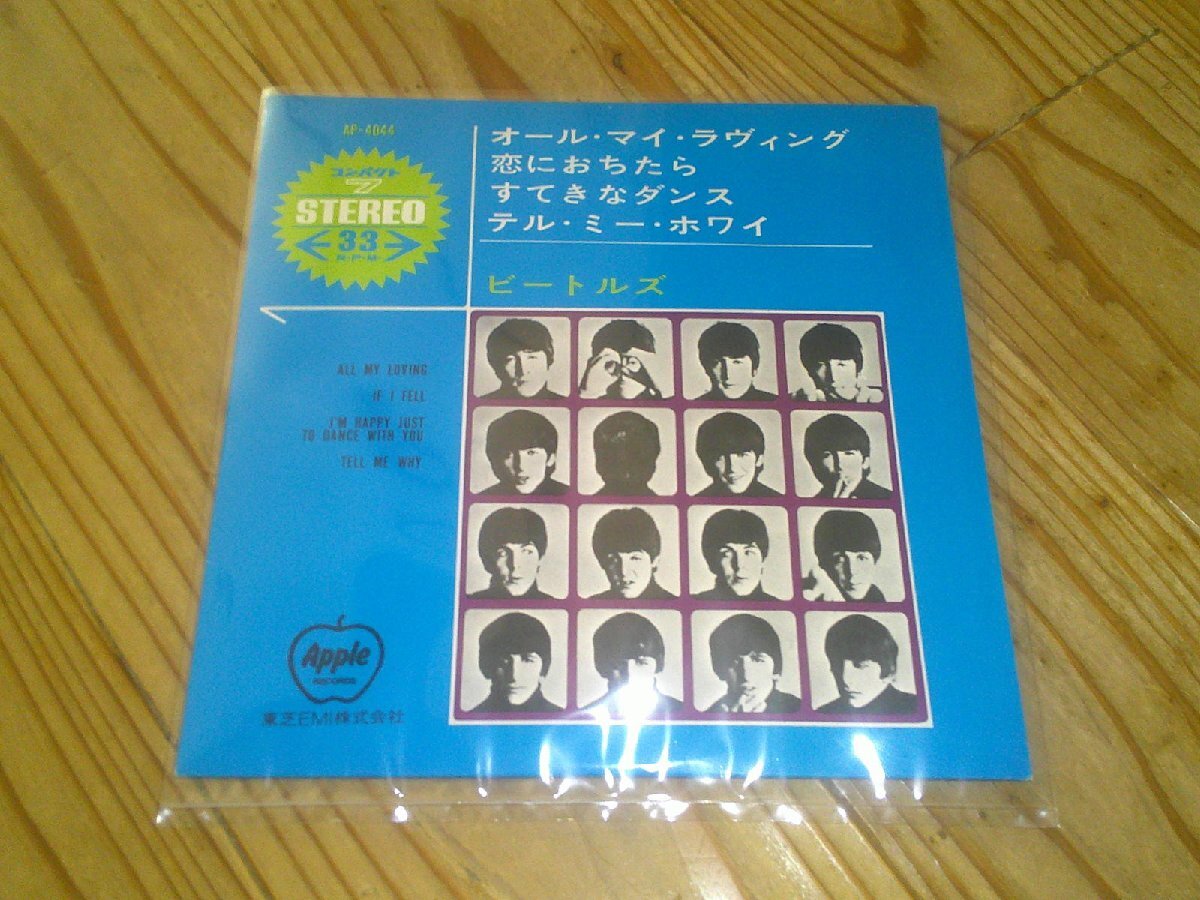 AP-4044
コンパクト
7
STEREO
33
R·P·M
オール・マイ・ラヴィング
恋におちたら
すてきなダンス
テル・ミー・ホワイ
ビートルズ
ALL MY LOVING
IF I FELL
I'M HAPPY JUST
TO DANCE WITH YOU
TELL ME WHY
Apple
RECORDS
東芝EMI株式会社